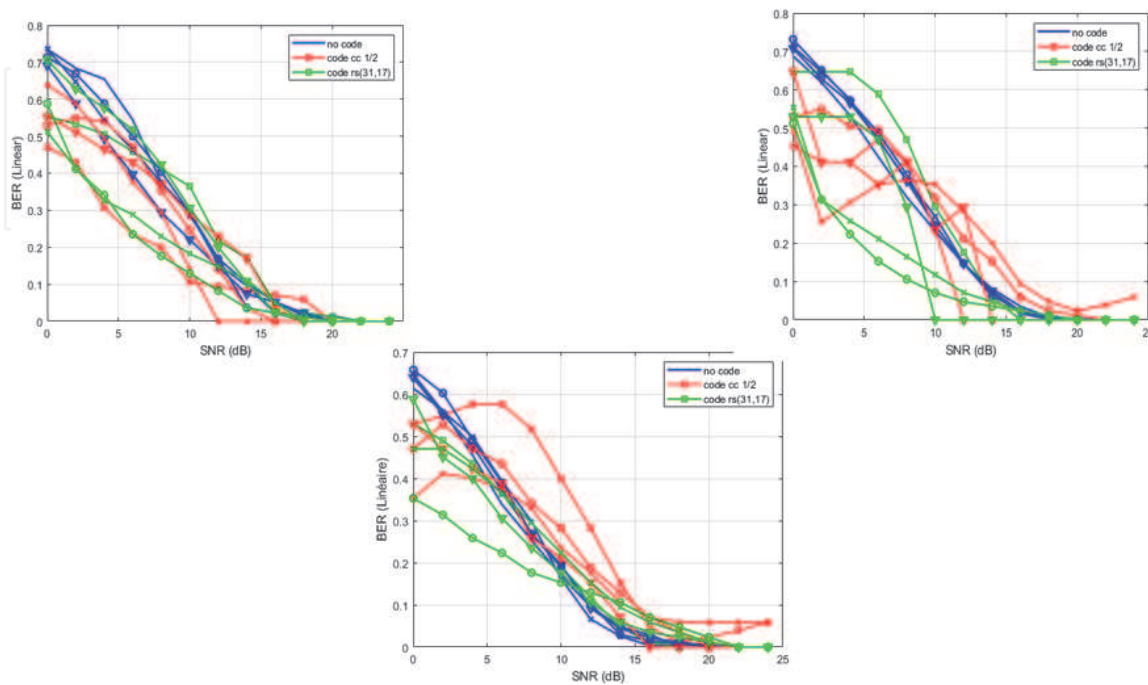 0.8
0.7
0.6
0.5
0.4
0.3
0.2
0.1
0
BER (Linear)
0 5 10 15 20
SNR (dB)
no code
code cc 1/2
code rs(31,17)
0.8
0.7
0.6
0.5
0.4
0.3
0.2
0.1
0
BER (Linear)
0 5 10 15 20 25
SNR (dB)
no code
code cc 1/2
code rs(31,17)
0.7
0.6
0.5
0.4
0.3
0.2
0.1
0
BER (Linéaire)
0 5 10 15 20 25
SNR (dB)
no code
code cc 1/2
code rs(31,17)